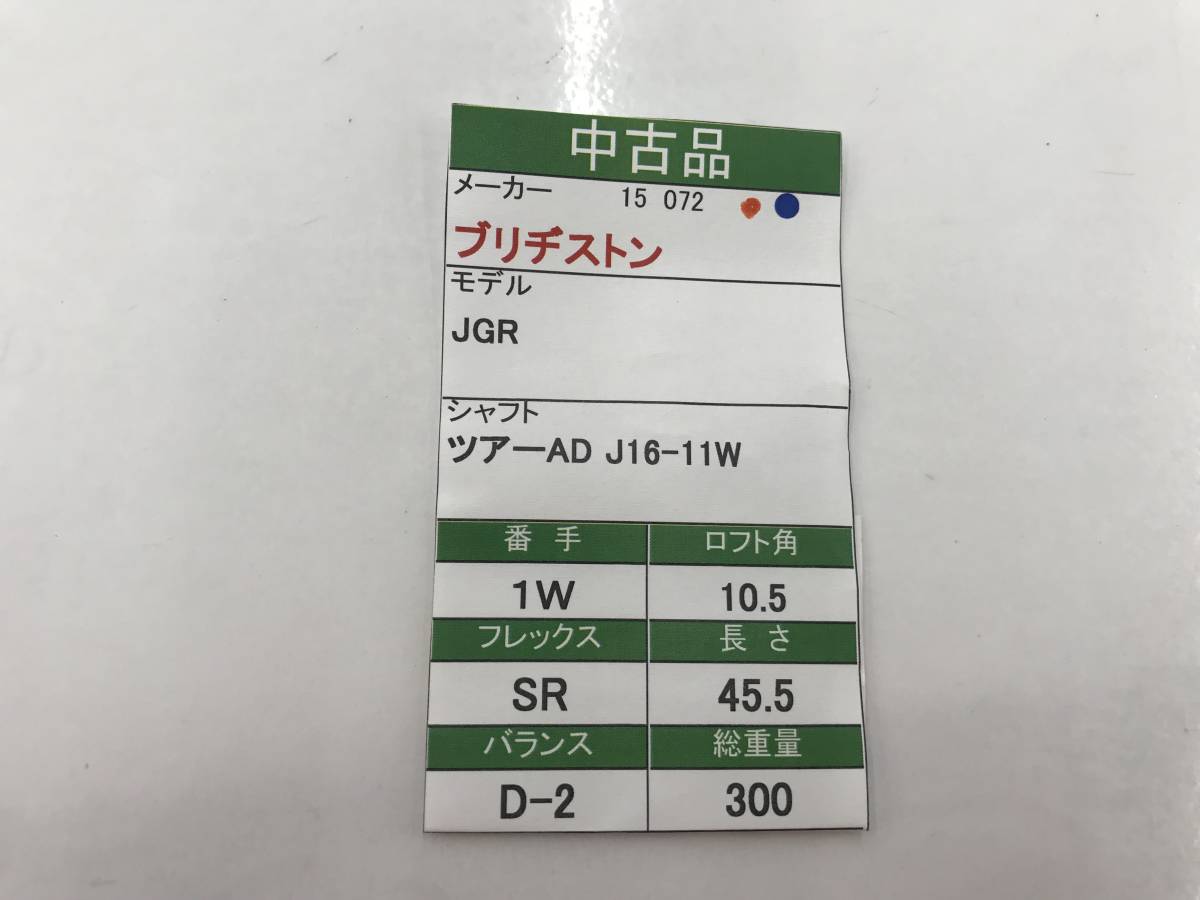 中古品
メーカー 15 072
ブリヂストン
モデル
JGR
シャフト
ツアーAD J16-11W
番手 ロフト角
1W 10.5
フレックス 長さ
SR 45.5
バランス 総重量
D-2 300